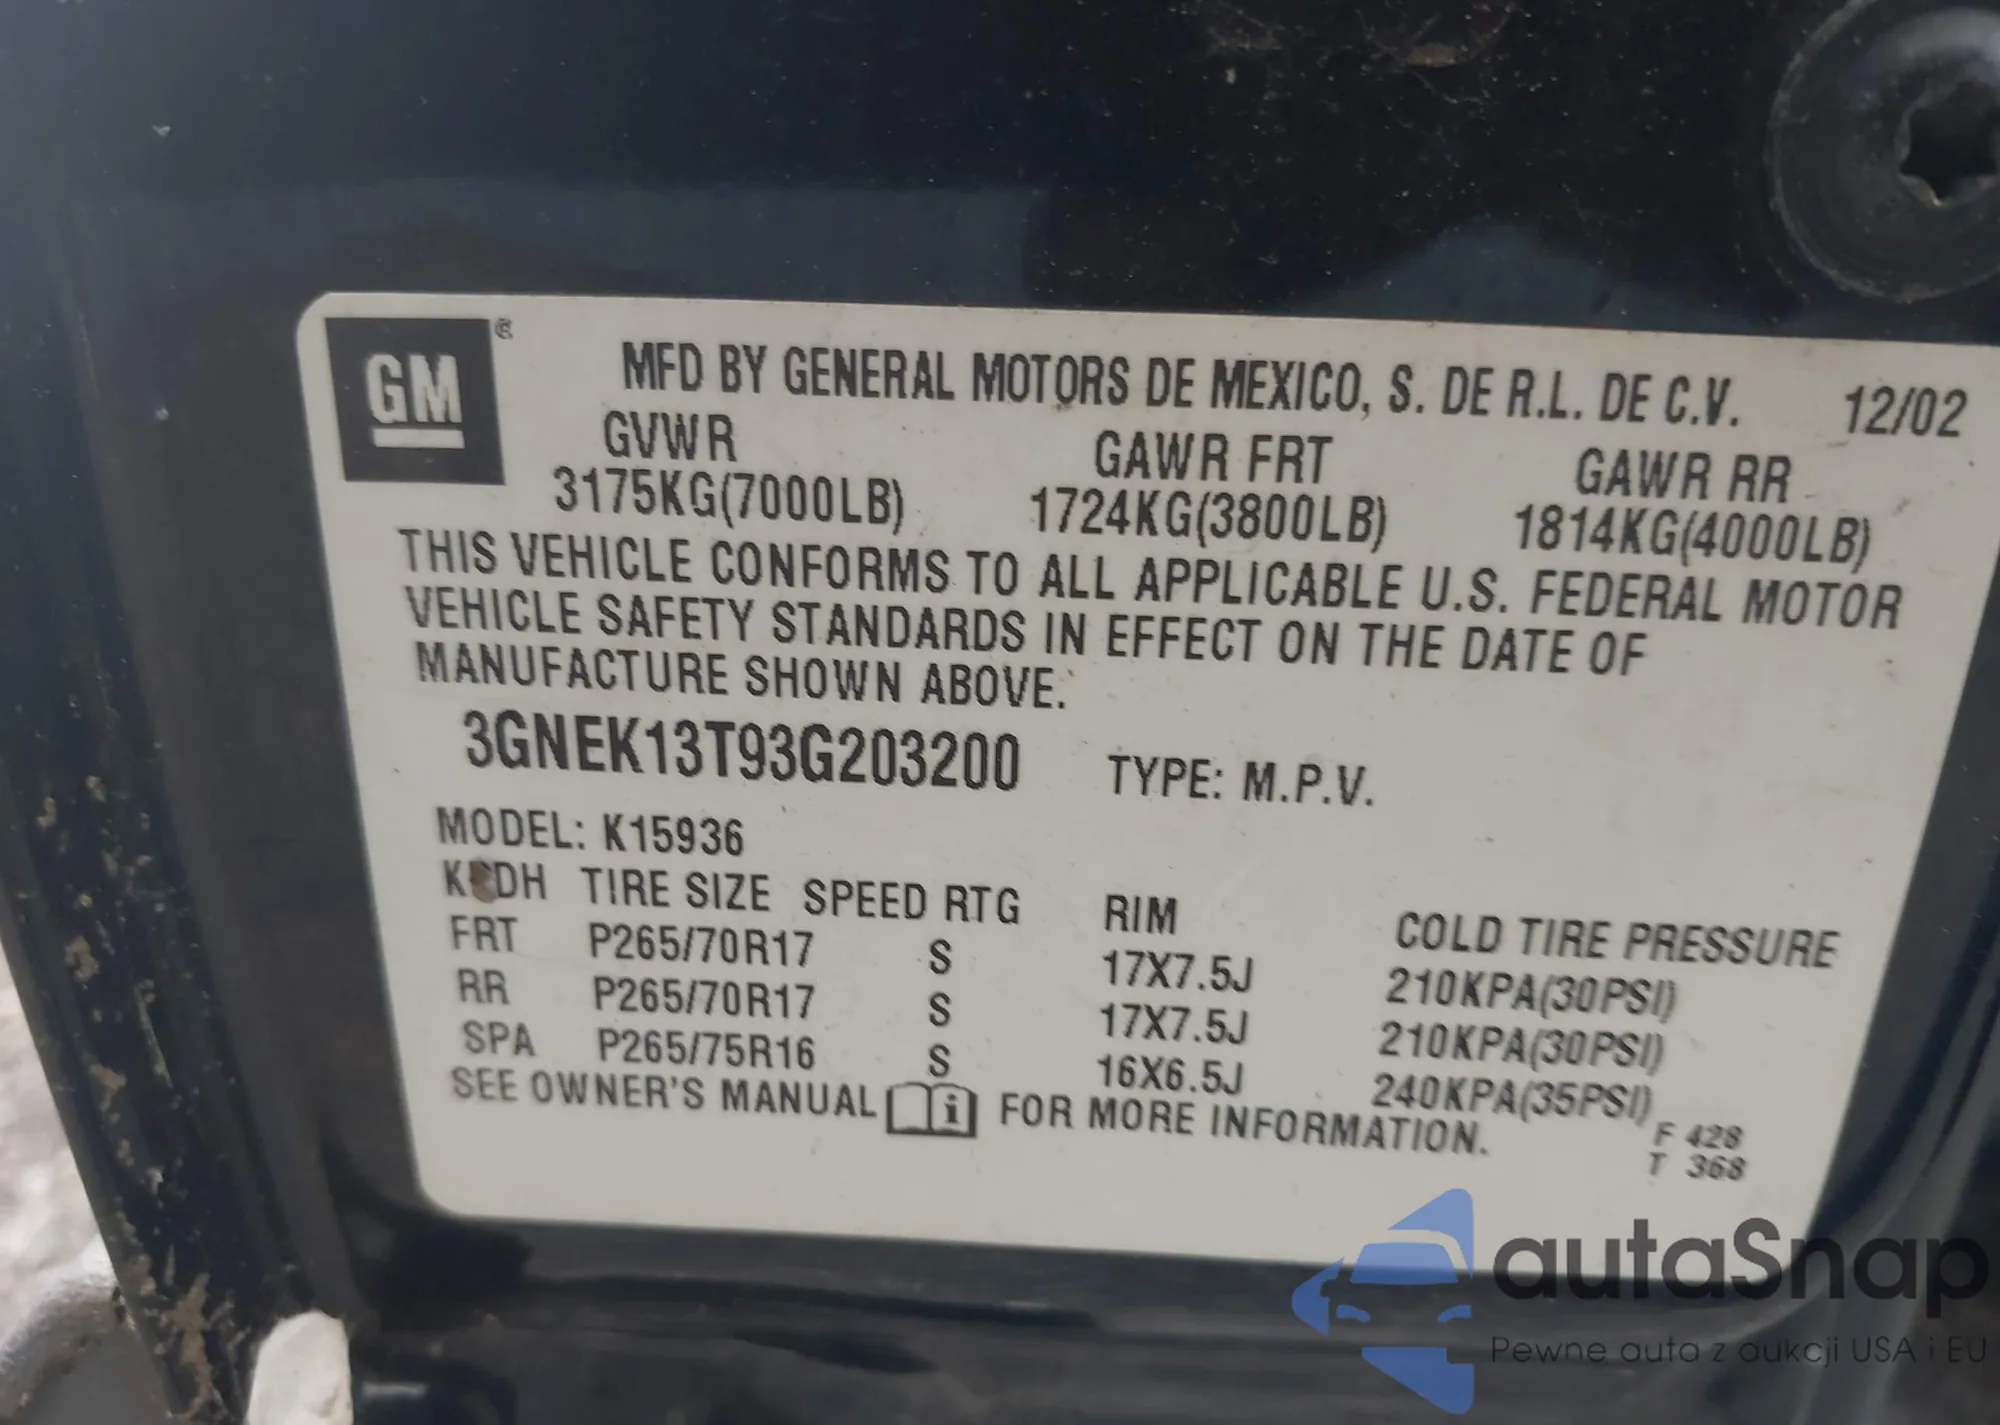 GM ®
MFD BY GENERAL MOTORS DE MEXICO, S. DE R.L. DE C.V. 12/02
GVWR GAWR FRT GAWR RR
3175KG(7000LB) 1724KG(3800LB) 1814KG(4000LB)
THIS VEHICLE CONFORMS TO ALL APPLICABLE U.S. FEDERAL MOTOR
VEHICLE SAFETY STANDARDS IN EFFECT ON THE DATE OF
MANUFACTURE SHOWN ABOVE.
3GNEK13T93G203200 TYPE: M.P.V.
MODEL: K15936
TIRE SIZE SPEED RTG RIM COLD TIRE PRESSURE
FRT P265/70R17 S 17X7.5J 210KPA(30PSI)
RR P265/70R17 S 17X7.5J 210KPA(30PSI)
SPA P265/75R16 S 16X6.5J 240KPA(35PSI)
SEE OWNER'S MANUAL i FOR MORE INFORMATION.
F 428
T 368
autaSnap
Pewne auta z aukcji USA i EU